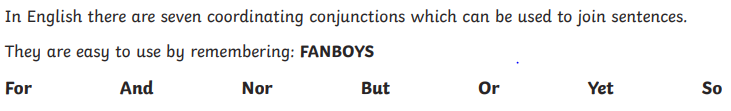 In English there are seven coordinating conjunctions which can be used to join sentences.
They are easy to use by remembering: FANBOYS
For And Nor But Or Yet So